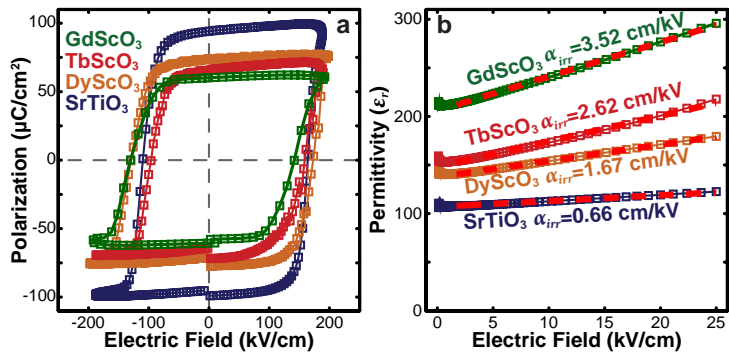 a
GdScO3
TbScO3
DyScO3
SrTiO3
Polarization (µC/cm²)
100
50
0
-50
-100
-200 -100 0 100 200
Electric Field (kV/cm)
b
GdScO3 αirr=3.52 cm/kV
TbScO3 αirr=2.62 cm/kV
DyScO3 αirr=1.67 cm/kV
SrTiO3 αirr=0.66 cm/kV
Permittivity (εr)
300
250
200
150
100
50
0
0 5 10 15 20 25
Electric Field (kV/cm)